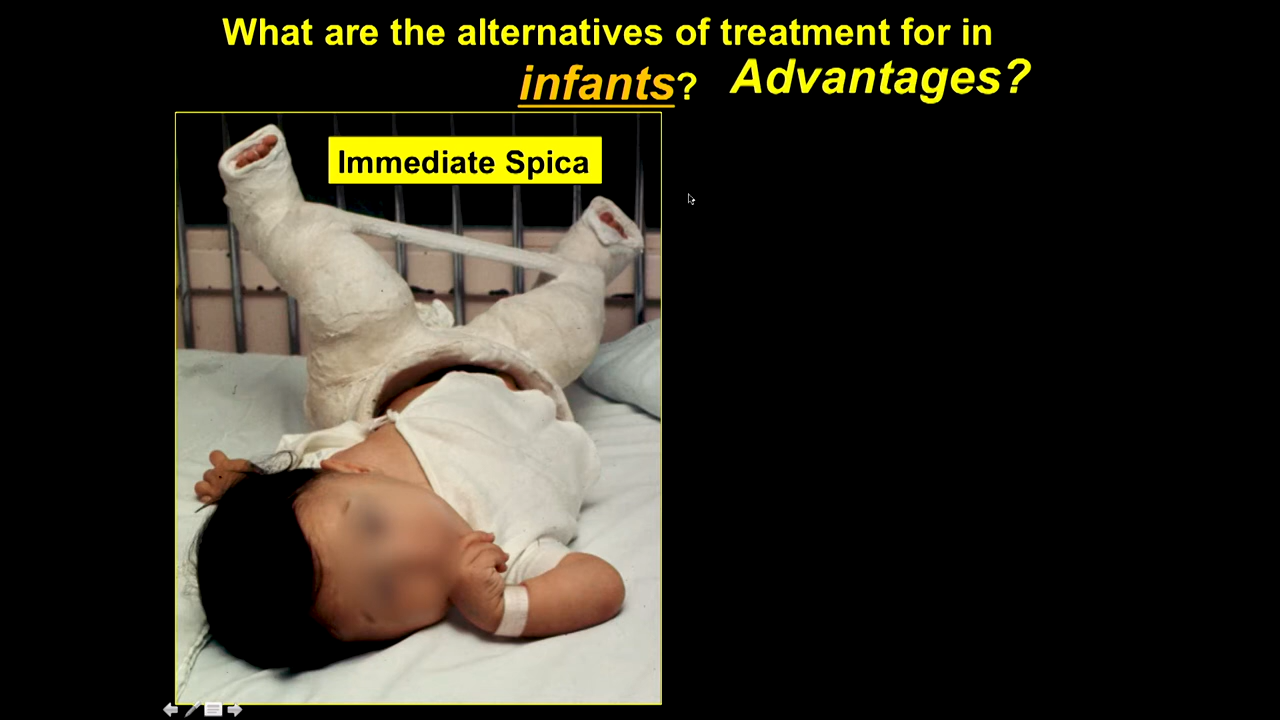 What are the alternatives of treatment for in
infants? Advantages?
Immediate Spica